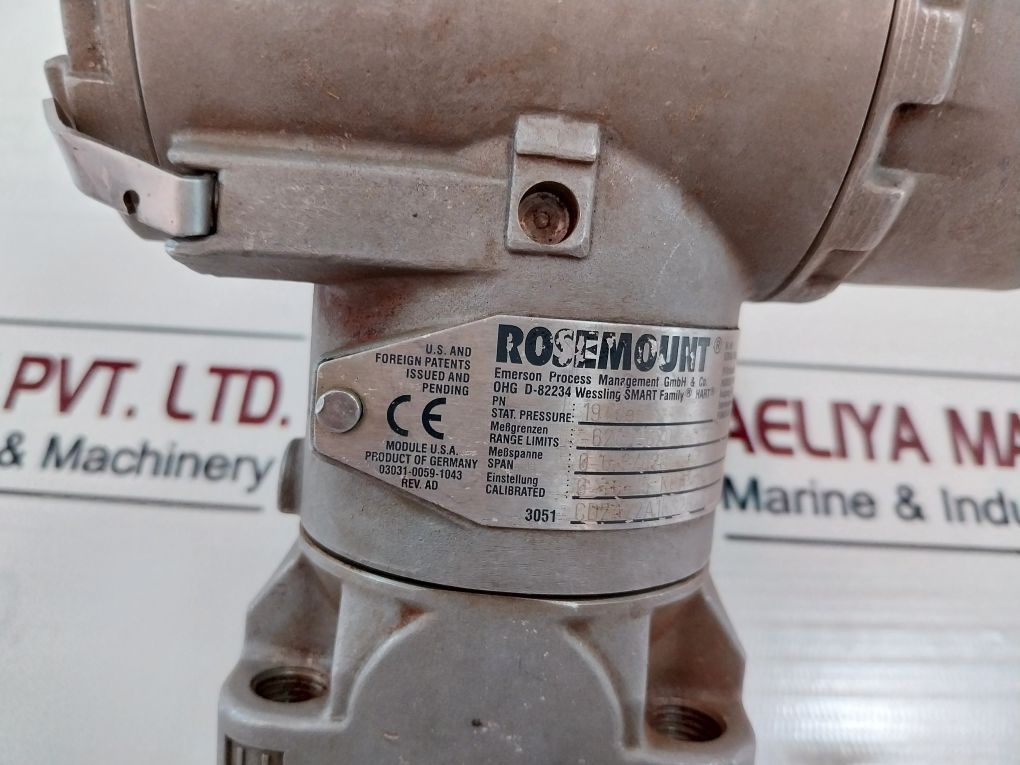 PVT. LTD.
& Machinery
AELIYA MA
Marine & Indu
U.S. AND
FOREIGN PATENTS
ISSUED AND
PENDING
CE
MODULE U.S.A.
PRODUCT OF GERMANY
03031-0059-1043
REV. AD
ROSEMOUNT®
Emerson Process Management GmbH & Co.
OHG D-82234 Wessling SMART Family® HART®
PN
STAT. PRESSURE:
Meßgrenzen
RANGE LIMITS
Meßspanne
SPAN
Einstellung
CALIBRATED
3051